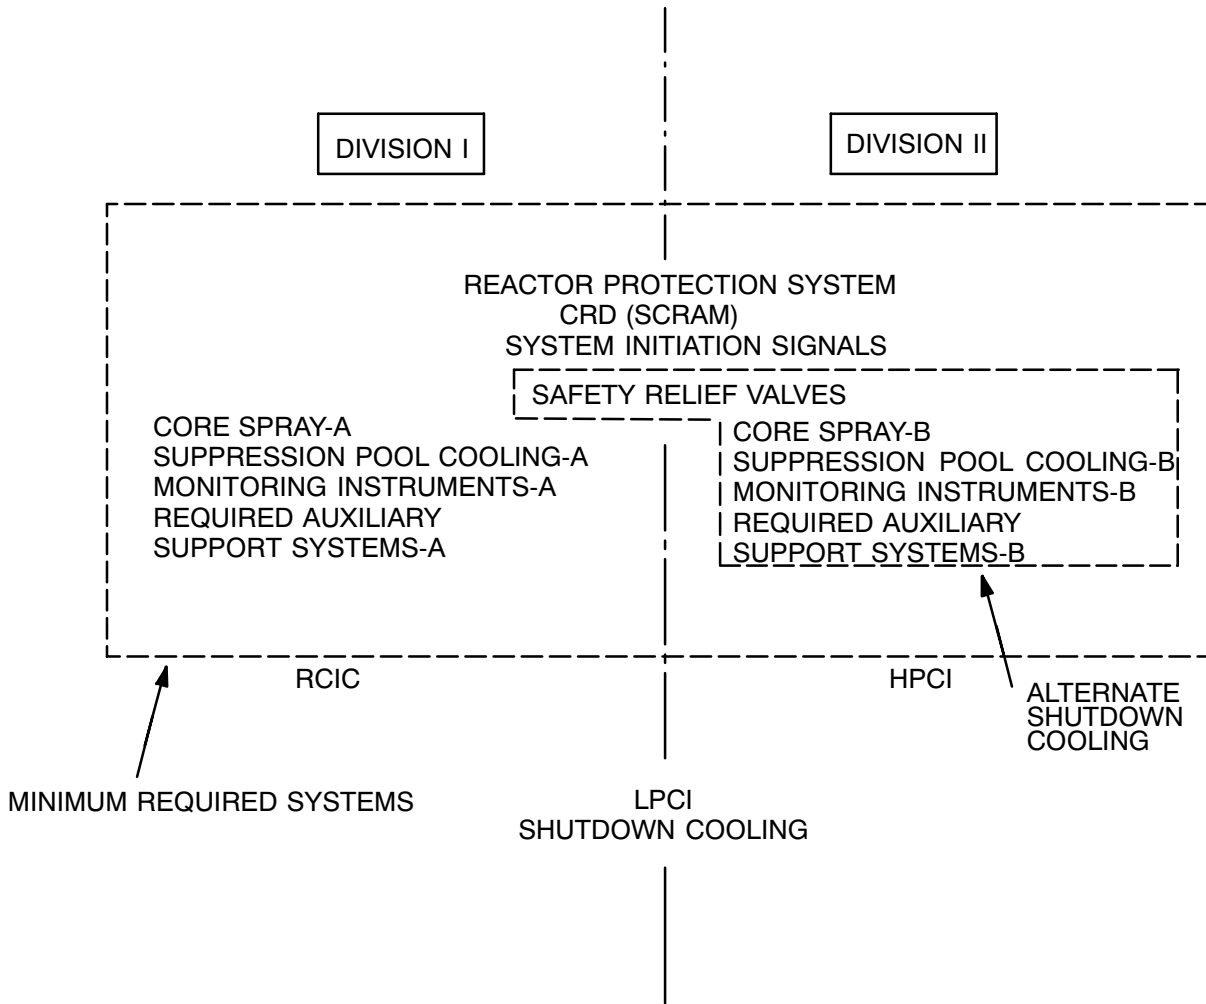 DIVISION I
DIVISION II
REACTOR PROTECTION SYSTEM
CRD (SCRAM)
SYSTEM INITIATION SIGNALS
SAFETY RELIEF VALVES
CORE SPRAY-A
SUPPRESSION POOL COOLING-A
MONITORING INSTRUMENTS-A
REQUIRED AUXILIARY
SUPPORT SYSTEMS-A
CORE SPRAY-B
SUPPRESSION POOL COOLING-B
MONITORING INSTRUMENTS-B
REQUIRED AUXILIARY
SUPPORT SYSTEMS-B
RCIC
HPCI
ALTERNATE
SHUTDOWN
COOLING
MINIMUM REQUIRED SYSTEMS
LPCI
SHUTDOWN COOLING